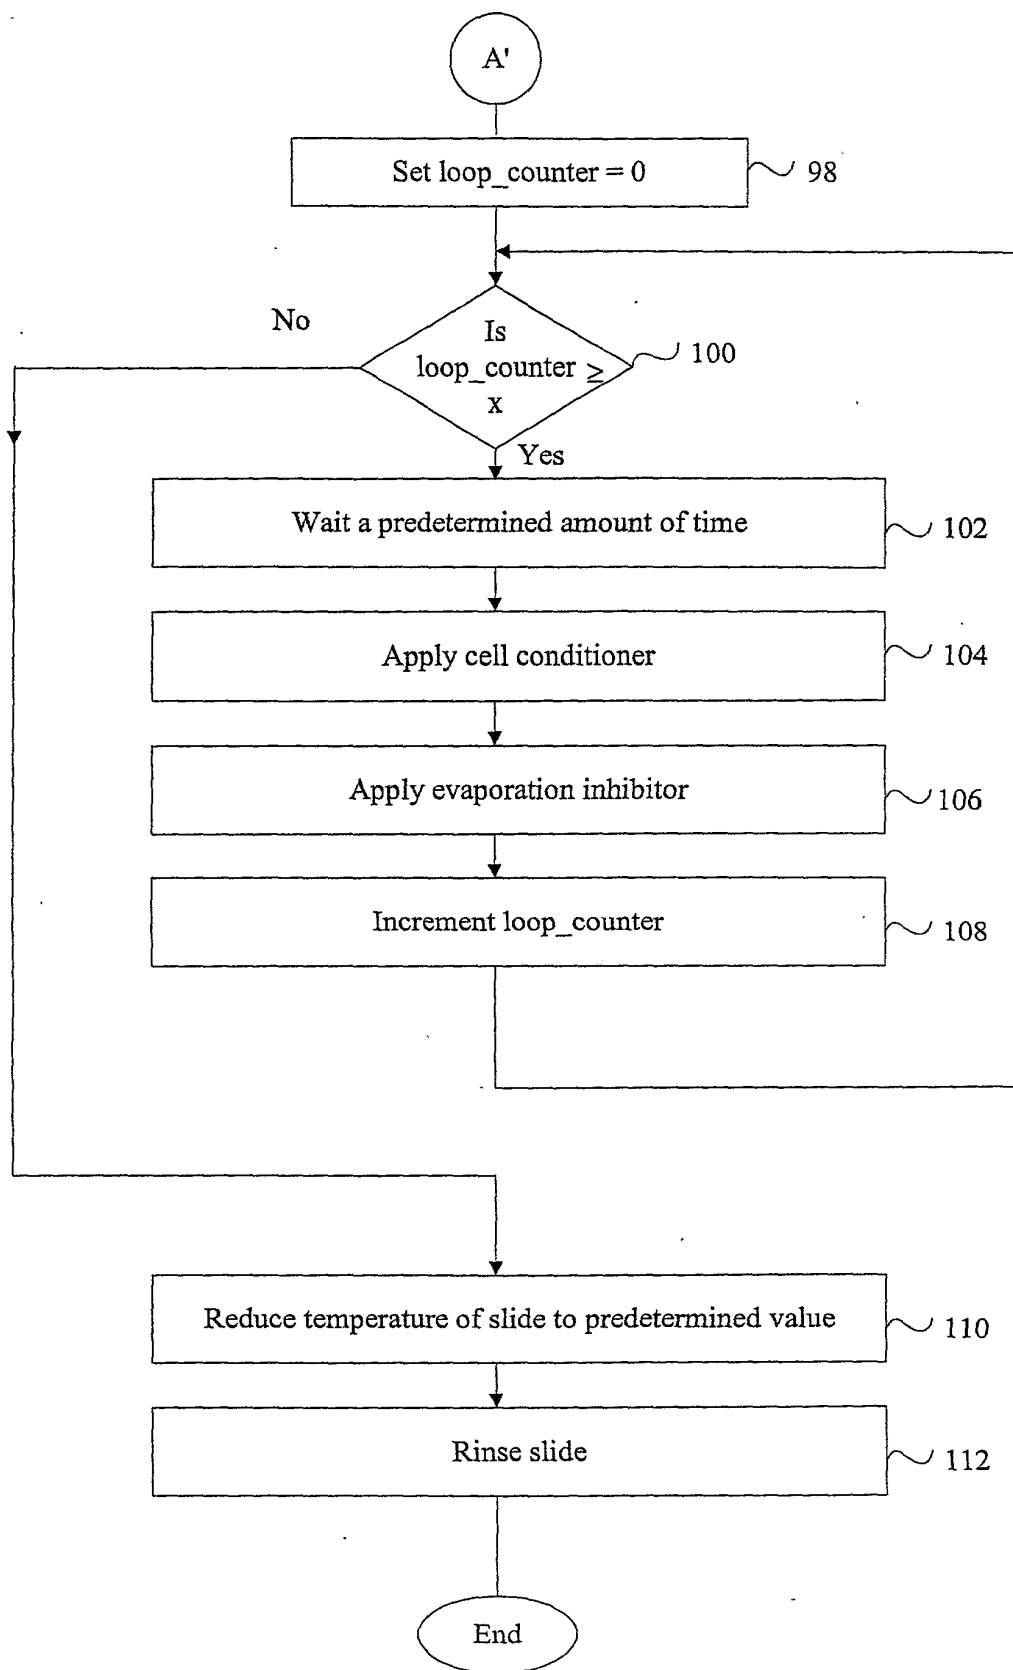 A'
Set loop_counter = 0
98
No
Is
loop_counter ≥
x
100
Yes
Wait a predetermined amount of time
102
Apply cell conditioner
104
Apply evaporation inhibitor
106
Increment loop_counter
108
Reduce temperature of slide to predetermined value
110
Rinse slide
112
End